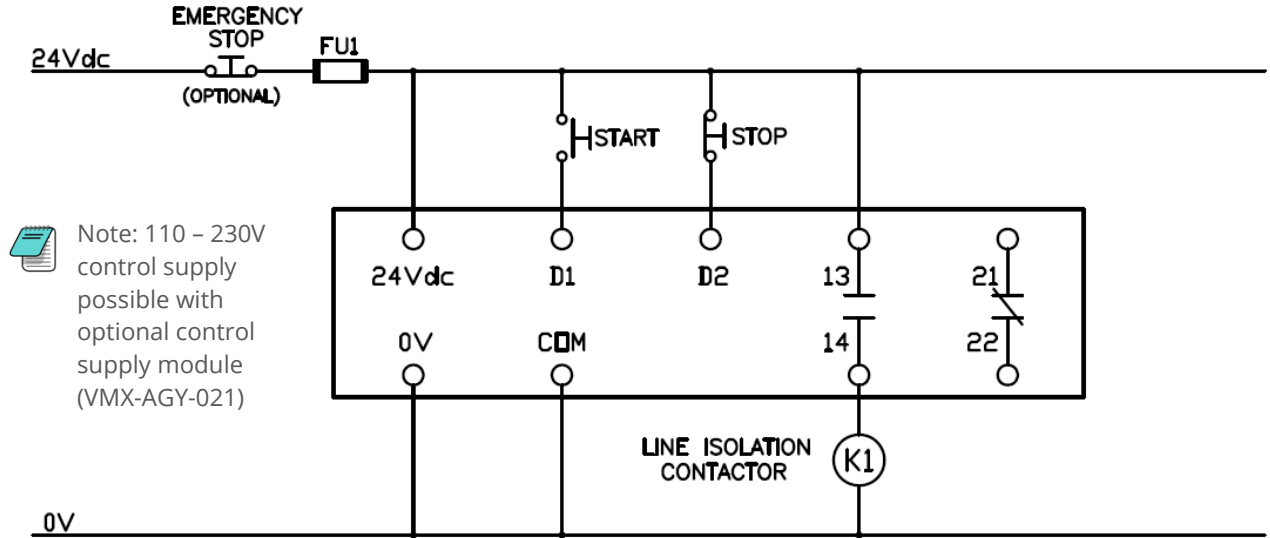 EMERGENCY
STOP
24Vdc
FU1
(OPTIONAL)
START
STOP
Note: 110 – 230V
control supply
possible with
optional control
supply module
(VMX-AGY-021)
24Vdc
D1
D2
13
21
0V
COM
14
22
LINE ISOLATION
CONTACTOR
K1
0V